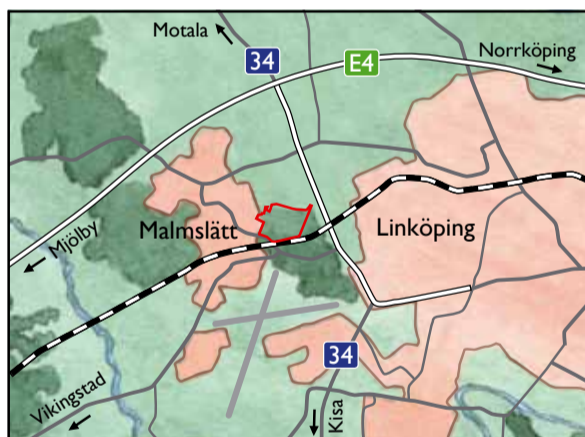 Motala
34
E4
Norrköping
Malmslätt
Linköping
Mjölby
34
Vikingstad
Kisa